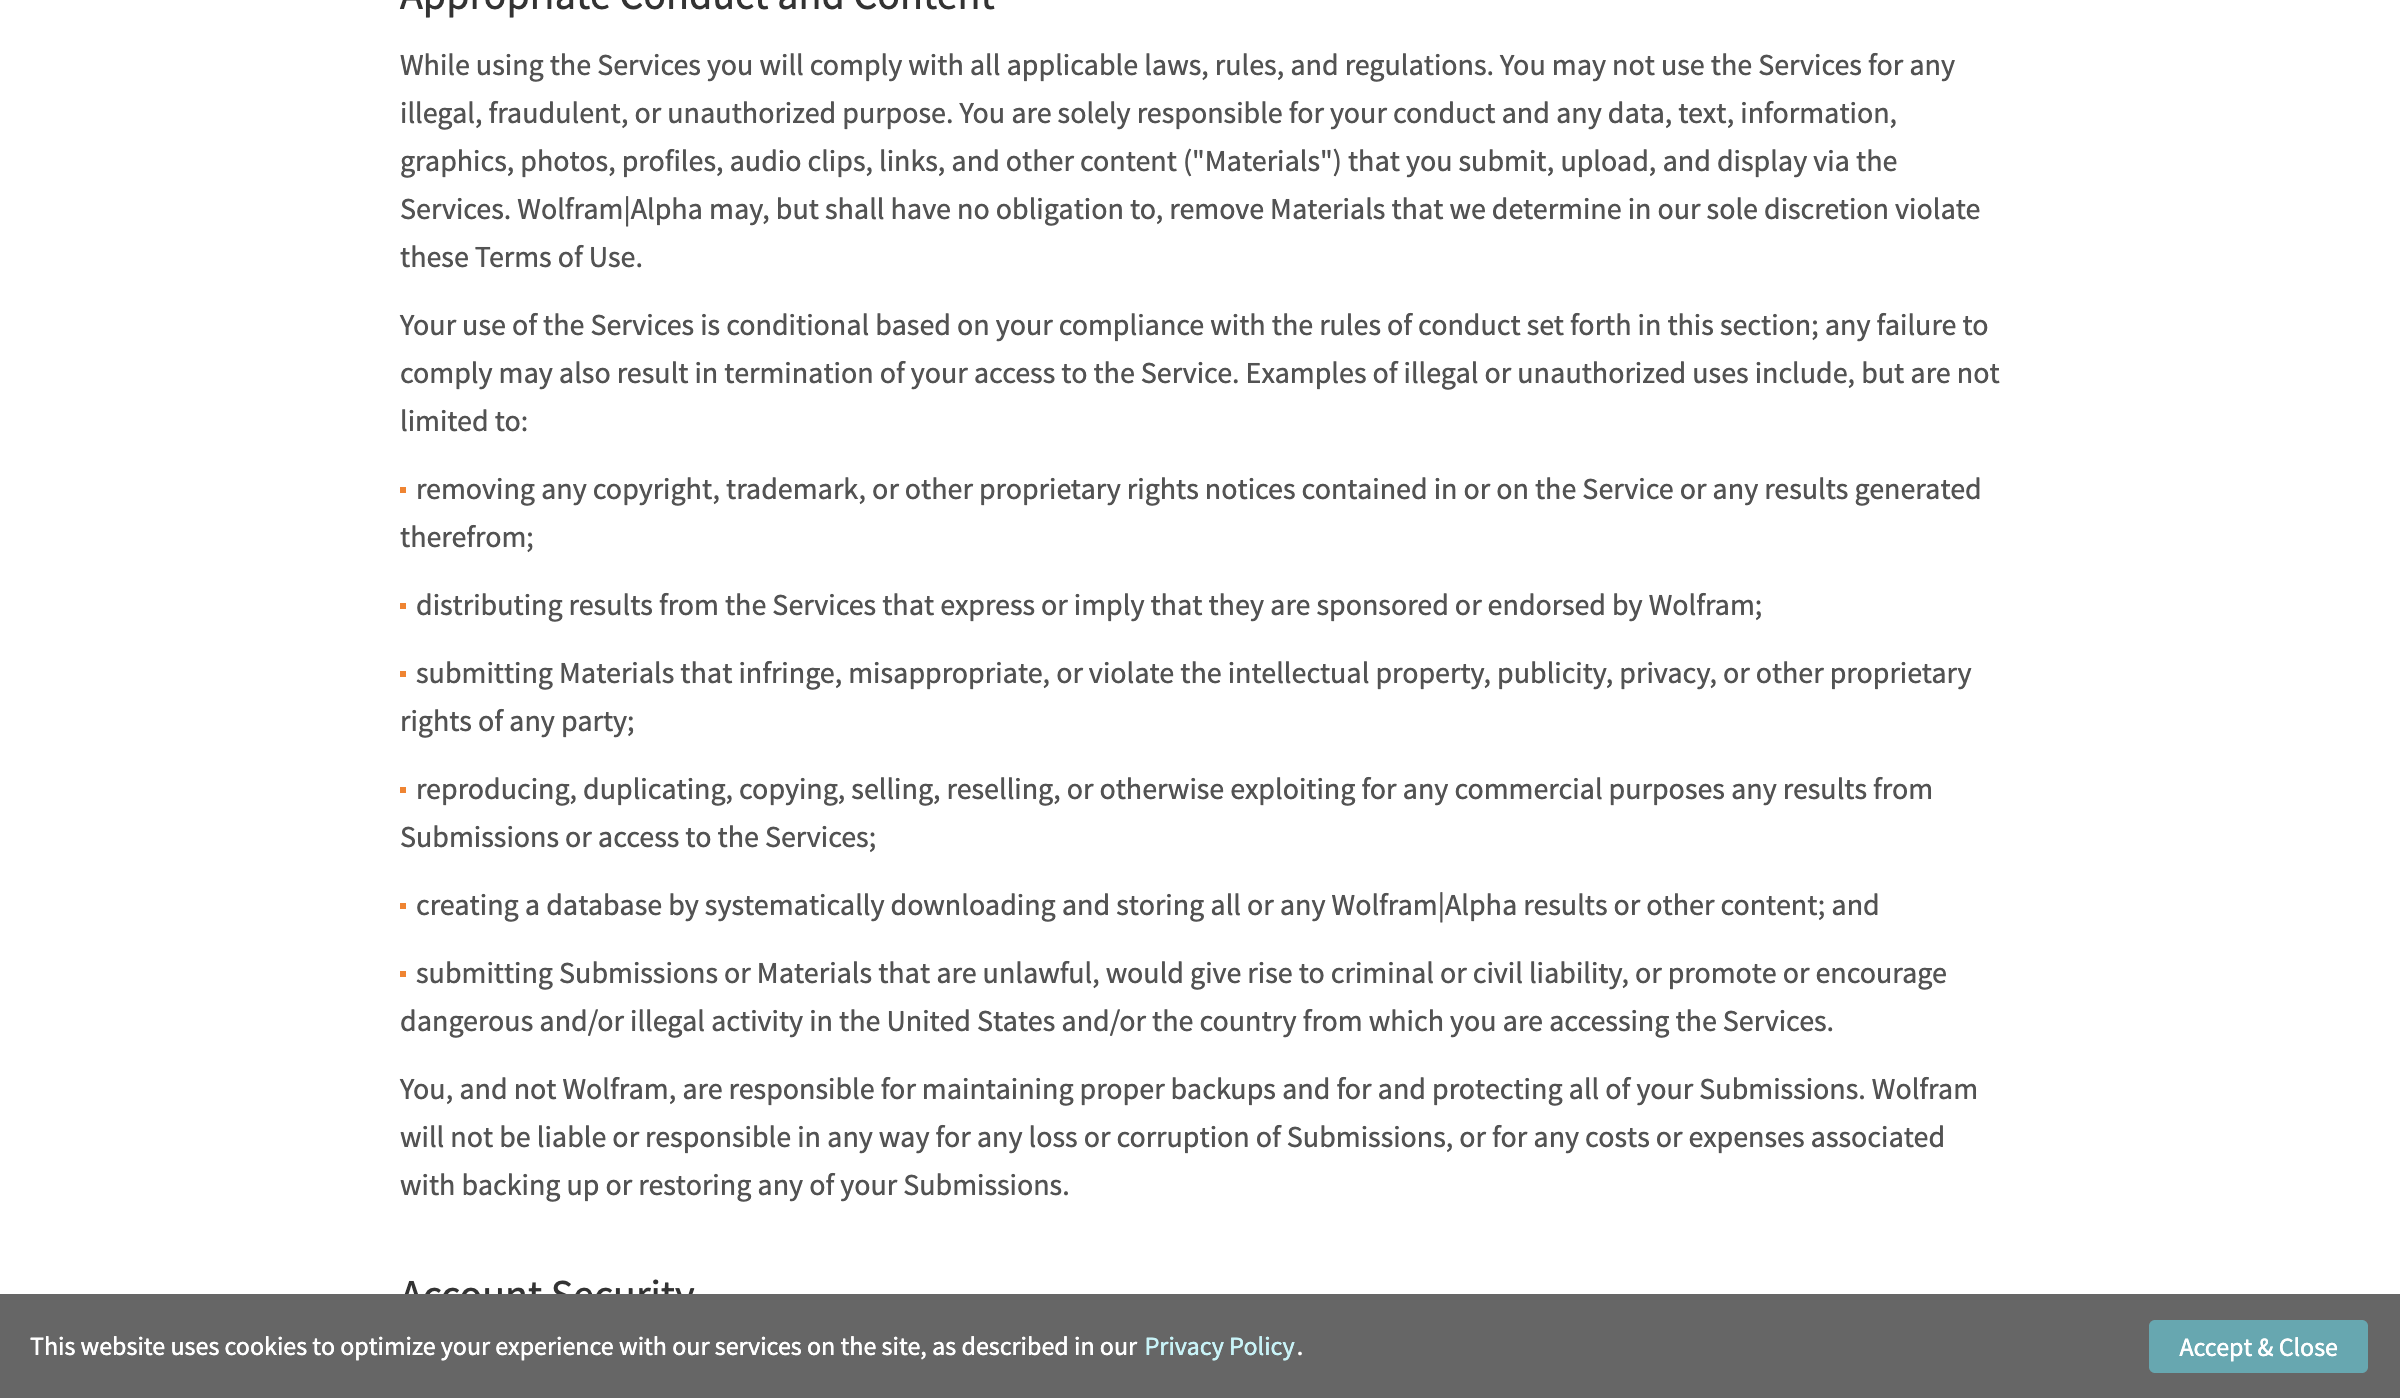 Appropriate Conduct and Content
While using the Services you will comply with all applicable laws, rules, and regulations. You may not use the Services for any
illegal, fraudulent, or unauthorized purpose. You are solely responsible for your conduct and any data, text, information,
graphics, photos, profiles, audio clips, links, and other content ("Materials") that you submit, upload, and display via the
Services. Wolfram|Alpha may, but shall have no obligation to, remove Materials that we determine in our sole discretion violate
these Terms of Use.
Your use of the Services is conditional based on your compliance with the rules of conduct set forth in this section; any failure to
comply may also result in termination of your access to the Service. Examples of illegal or unauthorized uses include, but are not
limited to:
▪ removing any copyright, trademark, or other proprietary rights notices contained in or on the Service or any results generated
therefrom;
▪ distributing results from the Services that express or imply that they are sponsored or endorsed by Wolfram;
▪ submitting Materials that infringe, misappropriate, or violate the intellectual property, publicity, privacy, or other proprietary
rights of any party;
▪ reproducing, duplicating, copying, selling, reselling, or otherwise exploiting for any commercial purposes any results from
Submissions or access to the Services;
▪ creating a database by systematically downloading and storing all or any Wolfram|Alpha results or other content; and
▪ submitting Submissions or Materials that are unlawful, would give rise to criminal or civil liability, or promote or encourage
dangerous and/or illegal activity in the United States and/or the country from which you are accessing the Services.
You, and not Wolfram, are responsible for maintaining proper backups and for and protecting all of your Submissions. Wolfram
will not be liable or responsible in any way for any loss or corruption of Submissions, or for any costs or expenses associated
with backing up or restoring any of your Submissions.
Account Security
This website uses cookies to optimize your experience with our services on the site, as described in our Privacy Policy.
Accept & Close